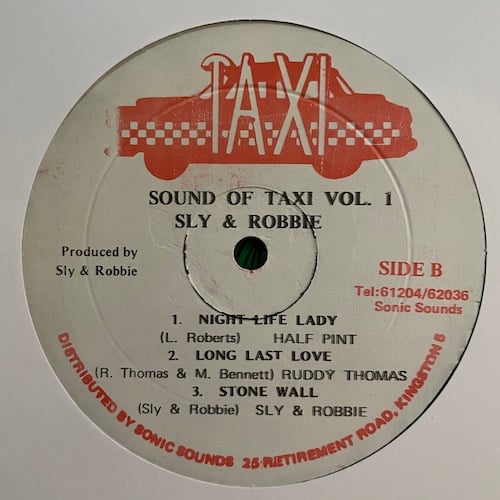 TAXI
SOUND OF TAXI VOL. 1
SLY & ROBBIE
Produced by
Sly & Robbie
SIDE B
Tel:61204/62036
Sonic Sounds
1. NIGHT LIFE LADY
(L. Roberts) HALF PINT
2. LONG LAST LOVE
(R. Thomas & M. Bennett) RUDDY THOMAS
3. STONE WALL
(Sly & Robbie) SLY & ROBBIE
DISTRIBUTED BY SONIC SOUNDS 25 RETIREMENT ROAD, KINGSTON 5